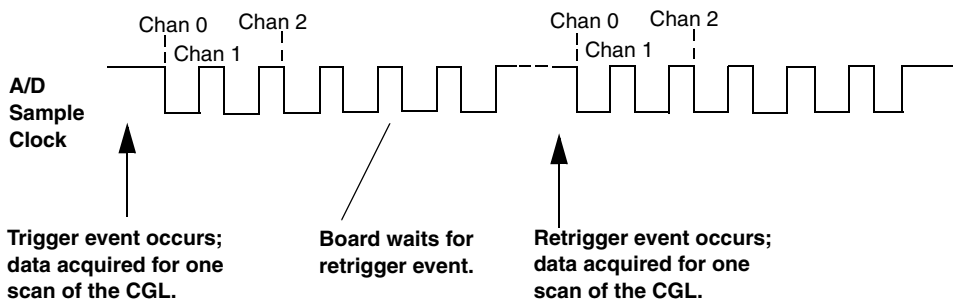 Chan 0
Chan 2
Chan 1
Chan 0
Chan 2
Chan 1
A/D
Sample
Clock
Trigger event occurs;
data acquired for one
scan of the CGL.
Board waits for
retrigger event.
Retrigger event occurs;
data acquired for one
scan of the CGL.